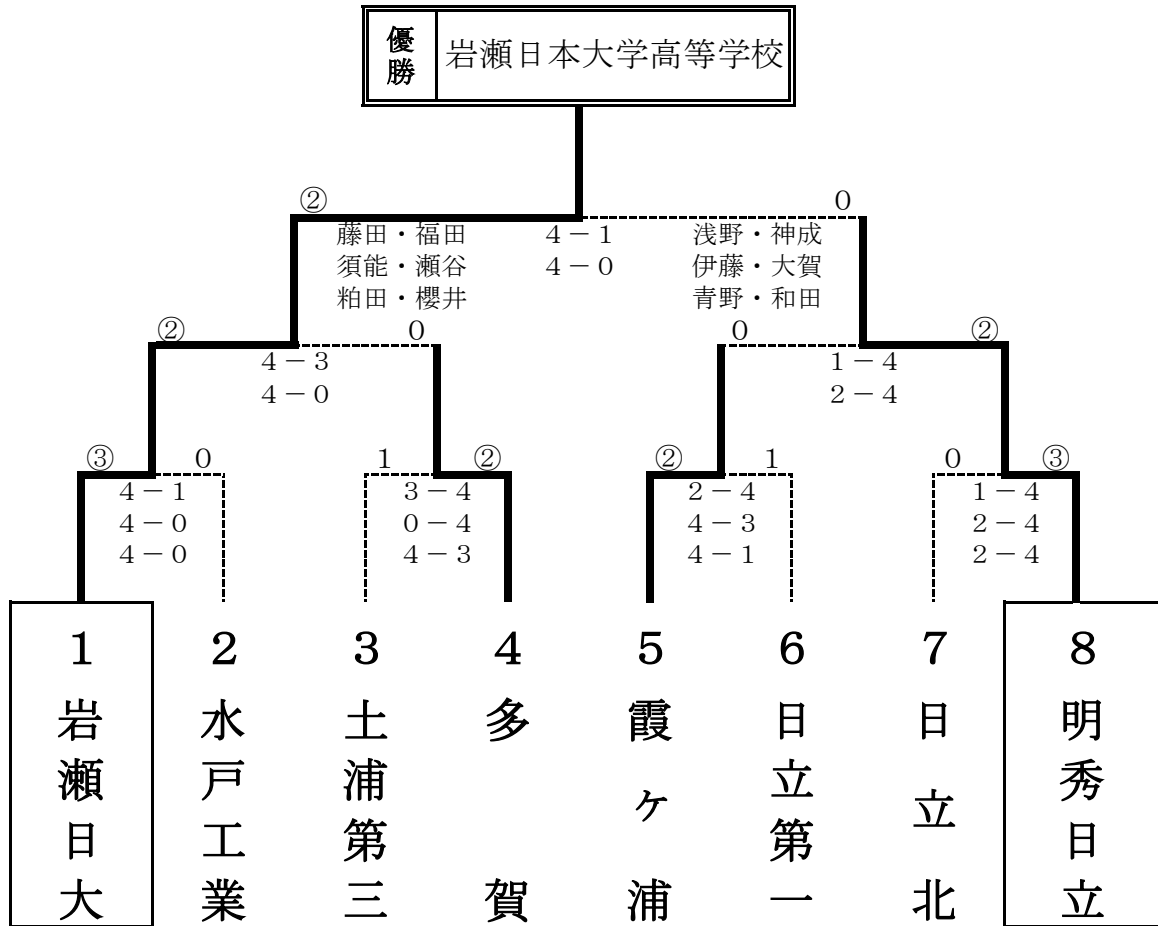 優勝
岩瀬日本大学高等学校
② 0
藤田・福田 4-1 浅野・神成
須能・瀬谷 4-0 伊藤・大賀
粕田・櫻井 青野・和田
② 0 0 ②
4-3 1-4
4-0 2-4
③ 0 1 ② ② 1 0 ③
4-1 3-4 2-4 1-4
4-0 0-4 4-3 2-4
4-0 4-3 4-1 2-4
1 岩瀬日大
2 水戸工業
3 土浦第三
4 多賀
5 霞ヶ浦
6 日立第一
7 日立北
8 明秀日立